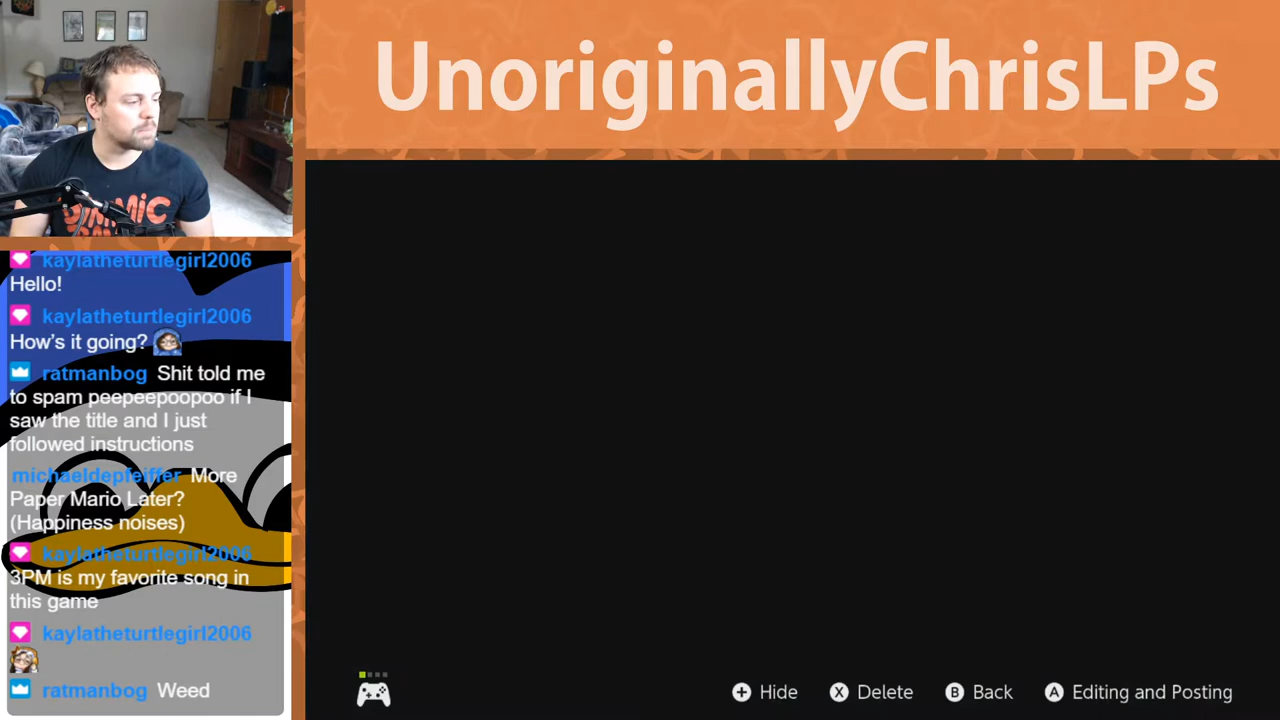 UnoriginallyChrisLPs
kaylatheturtlegirl2006
Hello!
kaylatheturtlegirl2006
How's it going?
ratmanbog Shit told me
to spam peepeepoopoo if I
saw the title and I just
followed instructions
michaeldepfeiffer More
Paper Mario Later?
(Happiness noises)
kaylatheturtlegirl2006
3PM is my favorite song in
this game
kaylatheturtlegirl2006
ratmanbog Weed
+ Hide X Delete B Back A Editing and Posting